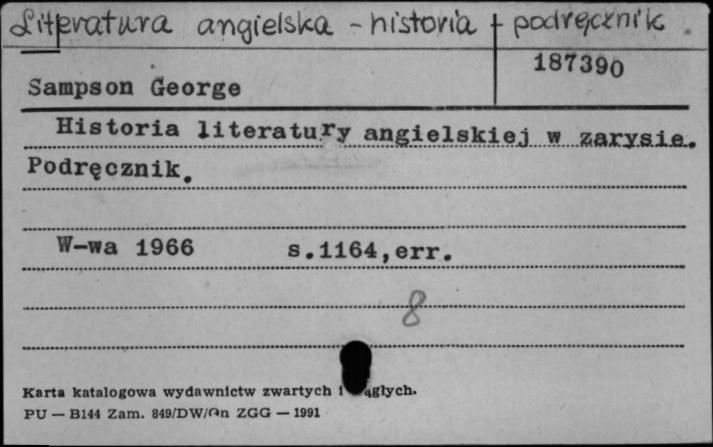 Literatura angielska - historia - podręcznik.
187390
Sampson George
Historia literatury angielskiej w zarysie.
Podręcznik.
W-wa 1966 s.1164,err.
8
Karta katalogowa wydawnictw zwartych i
PU — B144 Zam. 849/DW/On ZGG — 1991